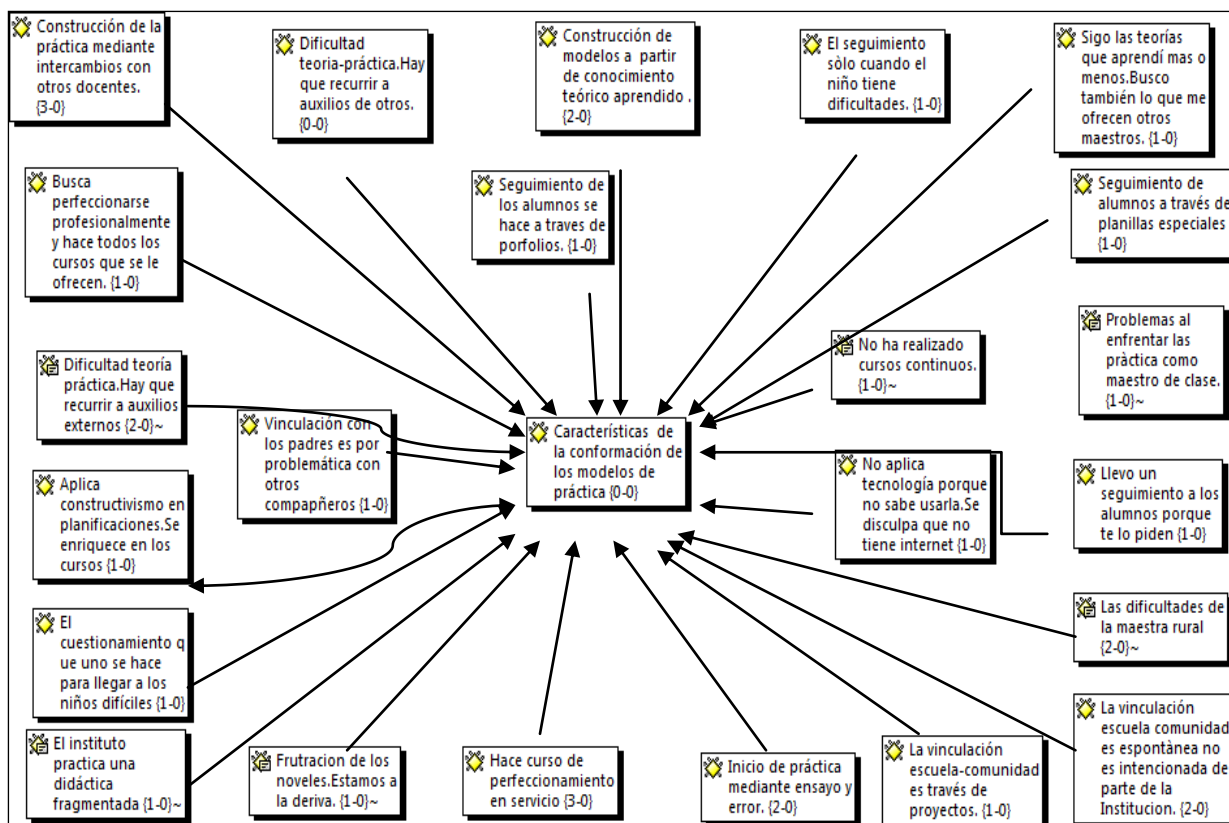 Construcción de la
práctica mediante
intercambios con
otros docentes.
{3-0}
Dificultad
teoria-práctica.Hay
que recurrir a
auxilios de otros.
{0-0}
Construcción de
modelos a partir
de conocimiento
teórico aprendido .
{2-0}
El seguimiento
sòlo cuando el
niño tiene
dificultades. {1-0}
Sigo las teorías
que aprendí mas o
menos.Busco
también lo que me
ofrecen otros
maestros. {1-0}
Busca
perfeccionarse
profesionalmente
y hace todos los
cursos que se le
ofrecen. {1-0}
Seguimiento de
los alumnos se
hace a traves de
porfolios. {1-0}
Seguimiento de
alumnos a través de
planillas especiales
{1-0}
Dificultad teoría
práctica.Hay que
recurrir a auxilios
externos {2-0}~
Vinculación con
los padres es por
problemática con
otros
compapñeros {1-0}
Características de
la conformación de
los modelos de
práctica {0-0}
No ha realizado
cursos continuos.
{1-0}~
Problemas al
enfrentar las
pràctica como
maestro de clase.
{1-0}~
Aplica
constructivismo en
planificaciones.Se
enriquece en los
cursos {1-0}
No aplica
tecnología porque
no sabe usarla.Se
disculpa que no
tiene internet {1-0}
Llevo un
seguimiento a los
alumnos porque
te lo piden {1-0}
El
cuestionamiento q
ue uno se hace
para llegar a los
niños difíciles {1-0}
Las dificultades de
la maestra rural
{2-0}~
El instituto
practica una
didáctica
fragmentada {1-0}~
Frutracion de los
noveles.Estamos a
la deriva. {1-0}~
Hace curso de
perfeccionamiento
en servicio {3-0}
Inicio de práctica
mediante ensayo y
error. {2-0}
La vinculación
escuela-comunidad
es través de
proyectos. {1-0}
La vinculación
escuela comunidad
es espontànea no
es intencionada de
parte de la
Institucion. {2-0}